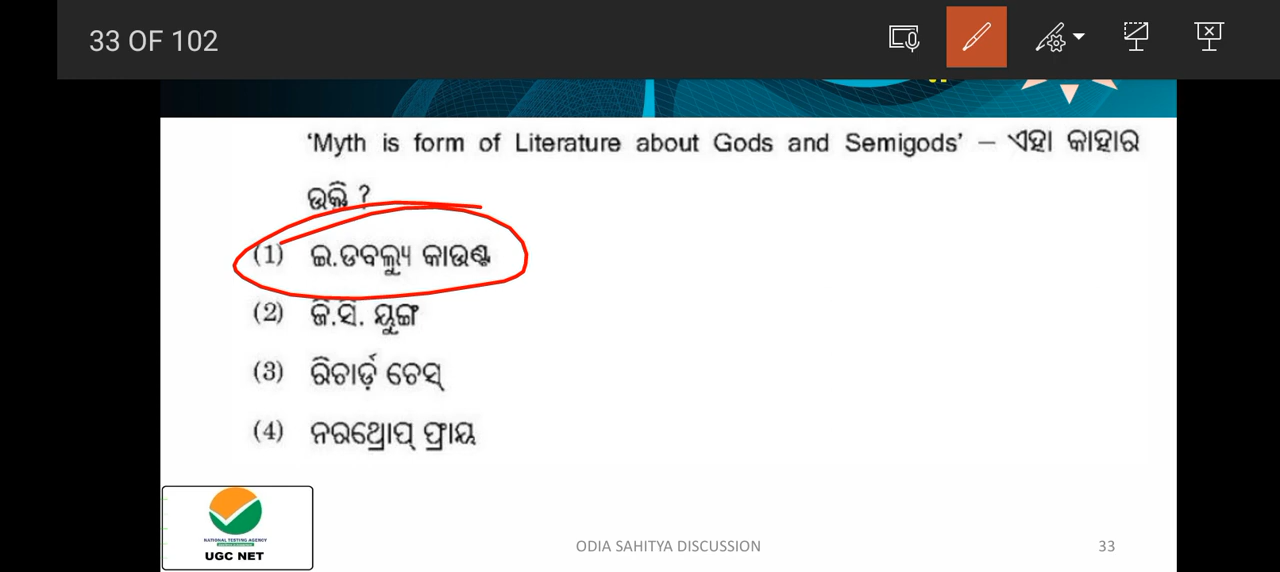 33 OF 102
'Myth is form of Literature about Gods and Semigods' – ଏହା କାହାର
ଉକ୍ତି ?
(1) ଇ.ଡବଲ୍ୟୁ କାଉଣ୍ଟ
(2) ଜି.ସି. ୟୁଙ୍ଗ
(3) ରିଚାର୍ଡ଼ ଚେସ୍
(4) ନରଥ୍ରୋପ୍ ଫ୍ରାୟ
NATIONAL TESTING AGENCY
UGC NET
ODIA SAHITYA DISCUSSION
33